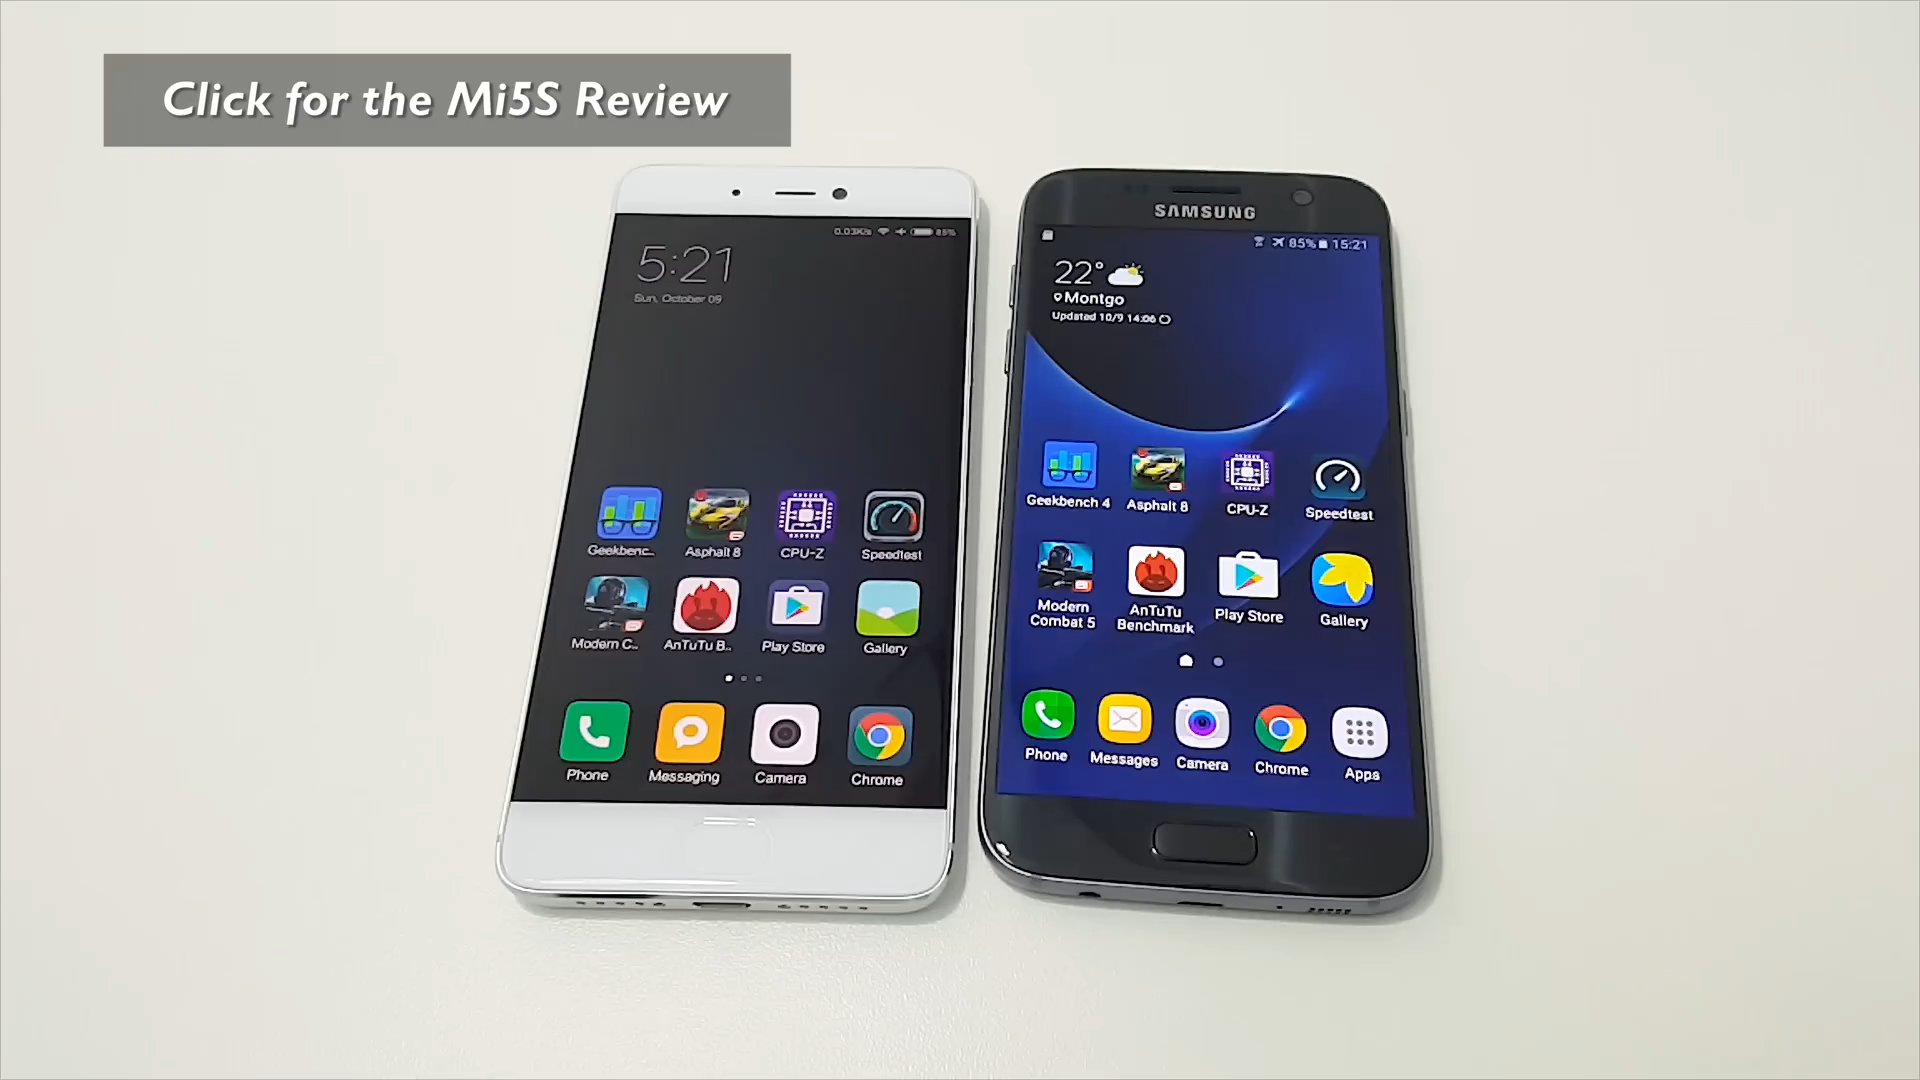 Click for the Mi5S Review
5:21
Sun, October 09
85%
Geekbenc..
Asphalt 8
CPU-Z
Speedtest
Modern C..
AnTuTu B..
Play Store
Gallery
Phone
Messaging
Camera
Chrome
SAMSUNG
85% 15:21
22°
Montgo
Updated 10/9 14:06
Geekbench 4
Asphalt 8
CPU-Z
Speedtest
Modern
Combat 5
AnTuTu
Benchmark
Play Store
Gallery
Phone
Messages
Camera
Chrome
Apps